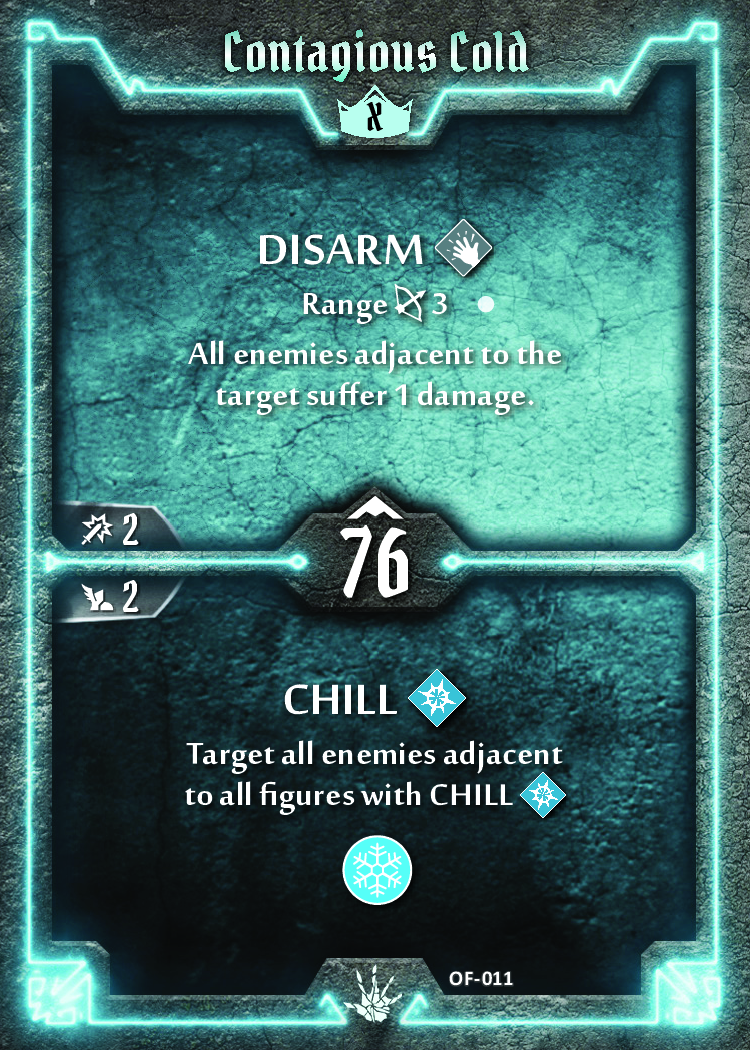 Contagious Cold
X
DISARM
Range 3
All enemies adjacent to the
target suffer 1 damage.
2
76
2
CHILL
Target all enemies adjacent
to all figures with CHILL
OF-011